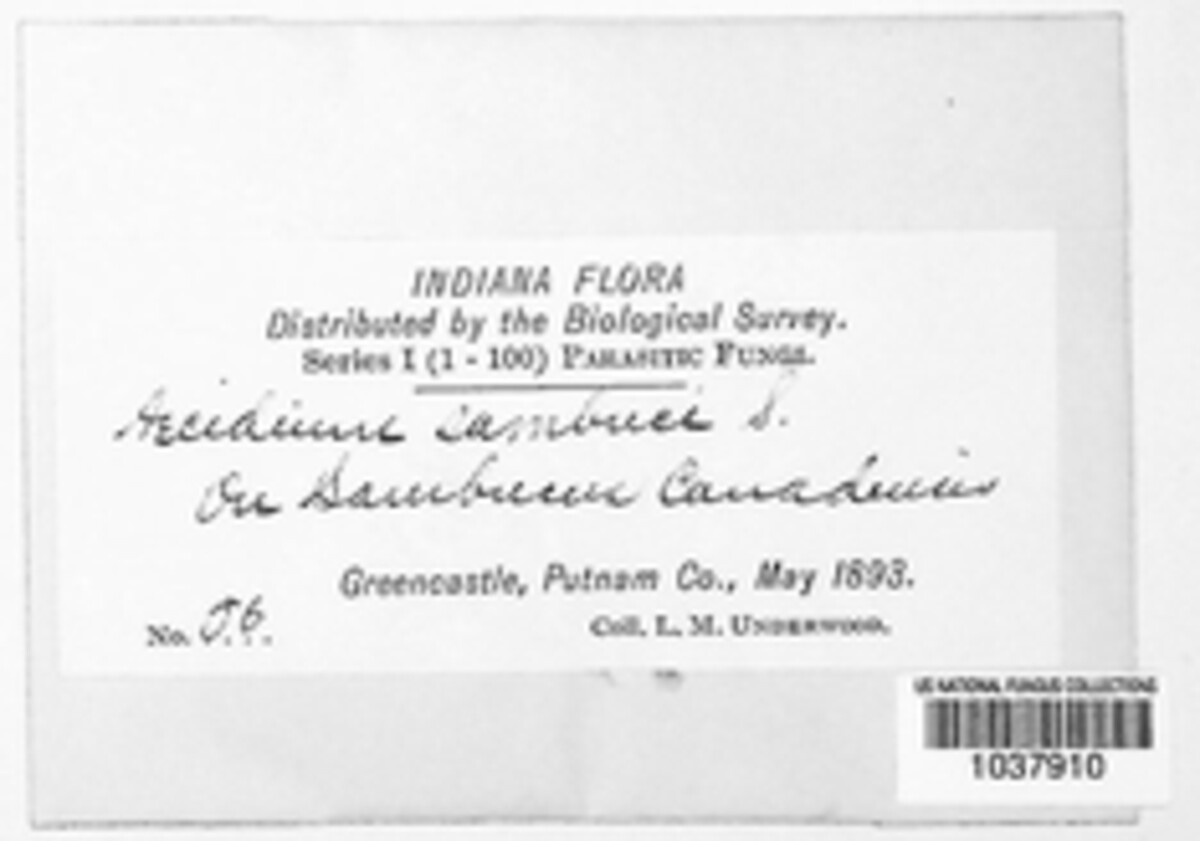 INDIANA FLORA
Distributed by the Biological Survey.
Series I (1 - 100) PARASITIC FUNGI.
Aecidium sambuci S.
On Sambucus Canadensis
Greencastle, Putnam Co., May 1893.
No. 56.
Coll. L. M. UNDERWOOD.
US NATIONAL FUNGUS COLLECTIONS
1037910